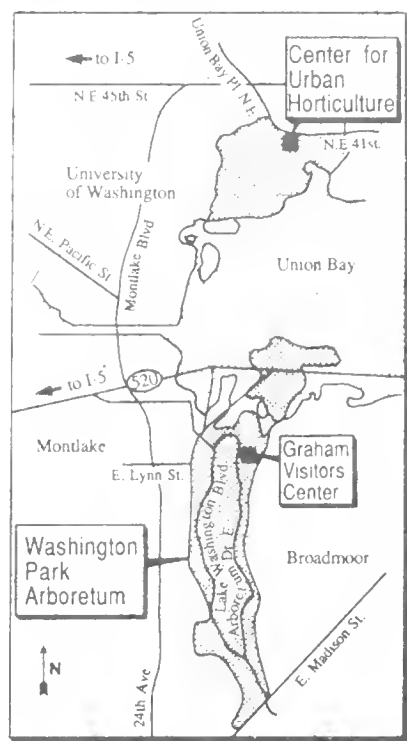 to I-5
N E 45th St
Union Bay Pl N.E.
Center for
Urban
Horticulture
N.E 41st.
University
of Washington
Montlake Blvd
N.E. Pacific St
Union Bay
to I-5
520
Montlake
E. Lynn St.
Graham
Visitors
Center
Lake Washington Blvd.
Arboretum Dr. E.
Washington
Park
Arboretum
Broadmoor
E. Madison St.
N
24th Ave